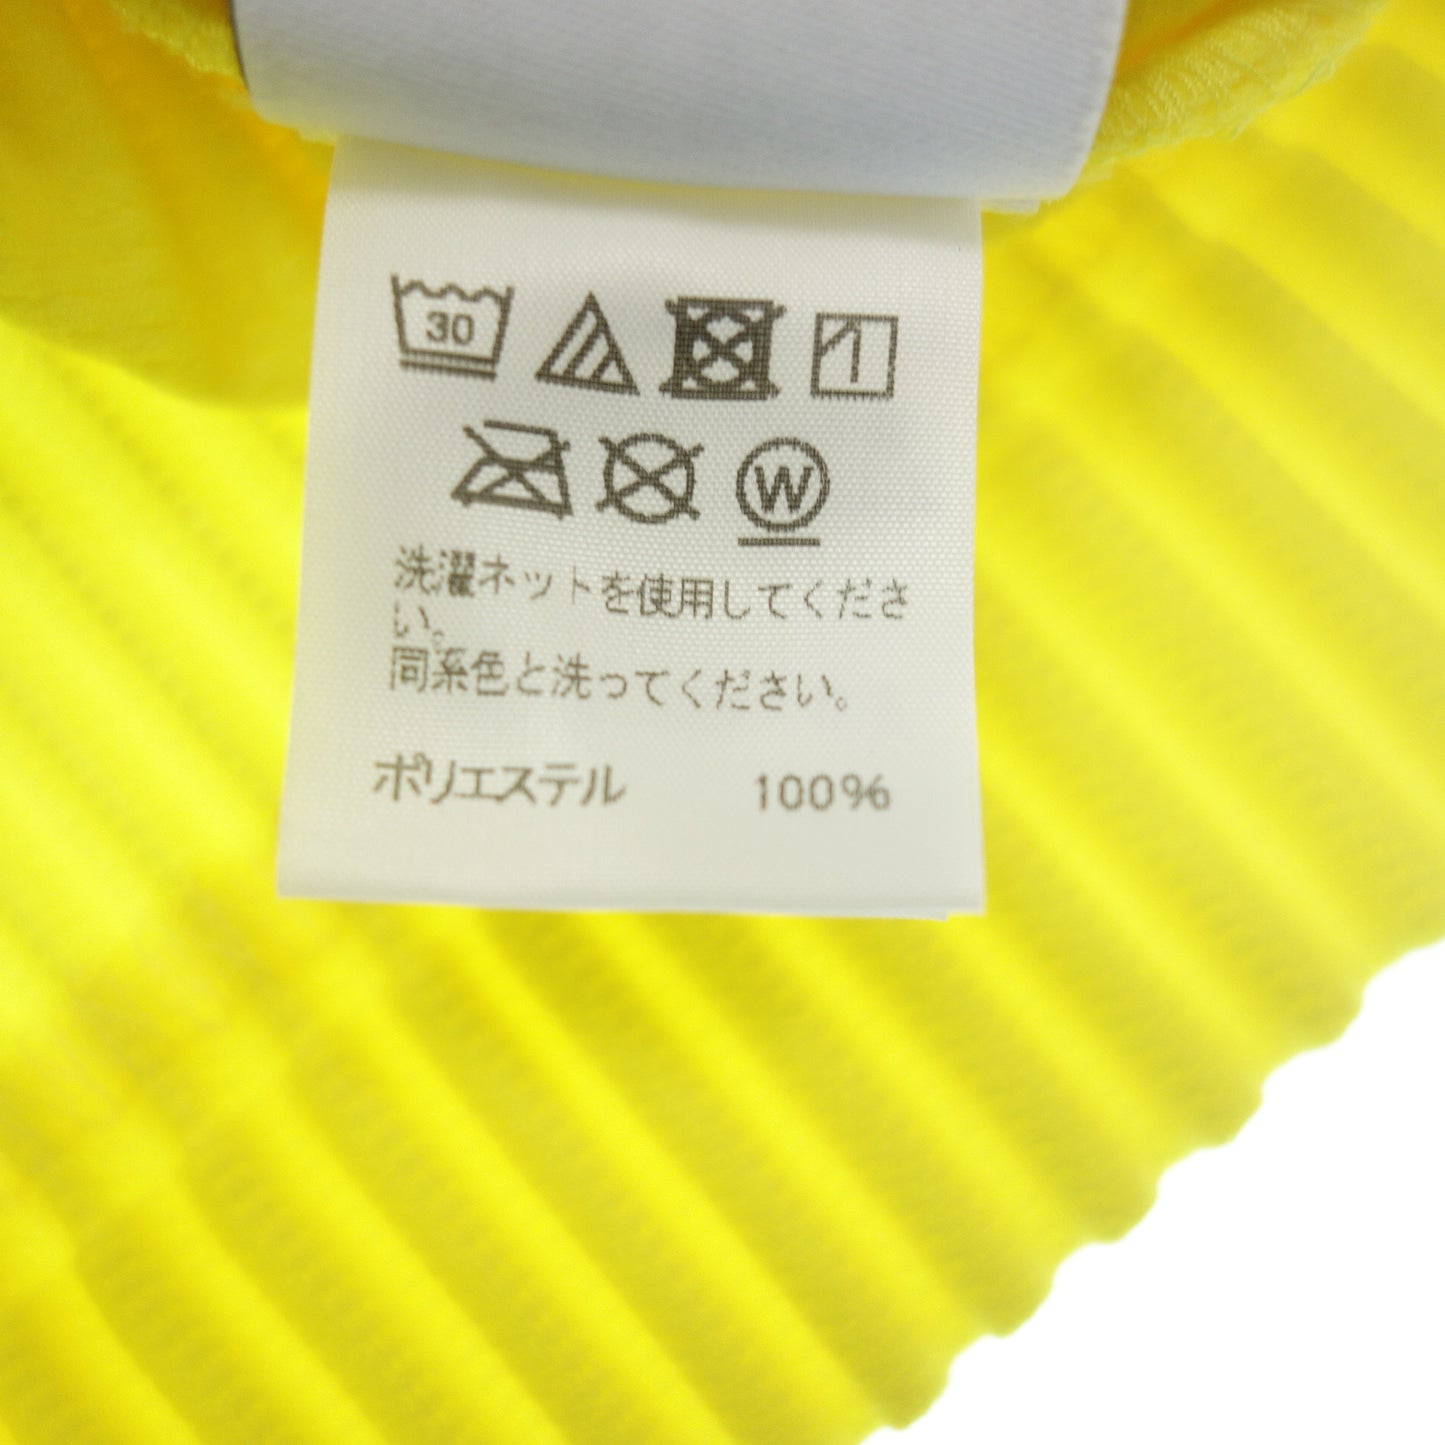 30
W
洗濯ネットを使用してくださ
い。
同系色と洗ってください。
ポリエステル 100%